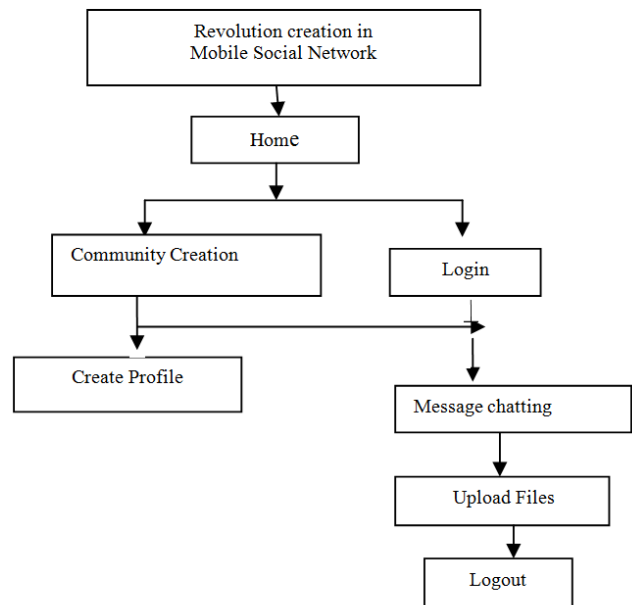 Revolution creation in
Mobile Social Network
Home
Community Creation
Login
Create Profile
Message chatting
Upload Files
Logout